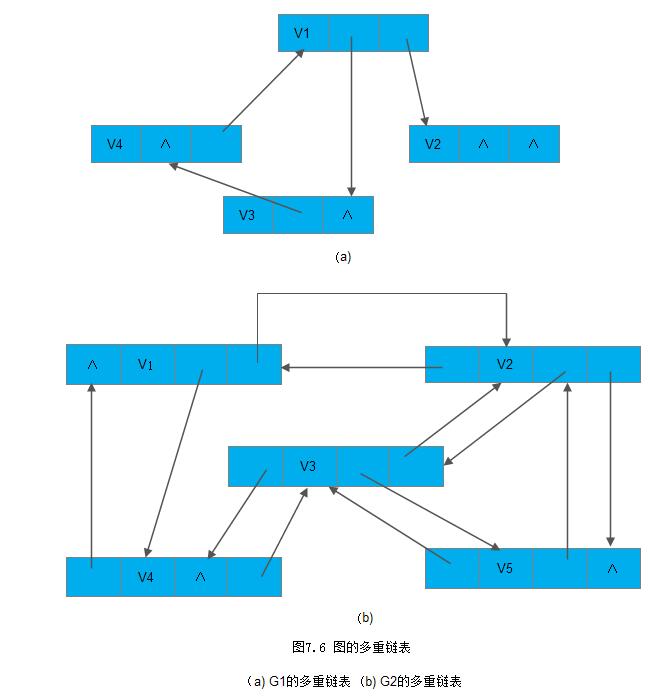 V1
V4 ∧
V2 ∧ ∧
V3 ∧
(a)
∧ V1
V2
V3
V4 ∧
V5 ∧
(b)
图7.6 图的多重链表
(a) G1的多重链表 (b) G2的多重链表